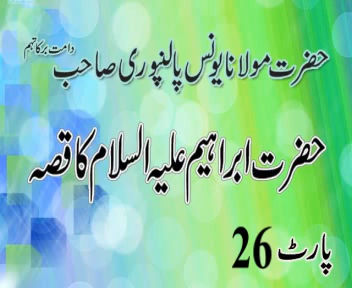 حضرت مولانا یونس پالنپوری صاحب دامت برکاتہم
حضرت ابراہیم علیہ السلام کا قصہ
پارٹ 26